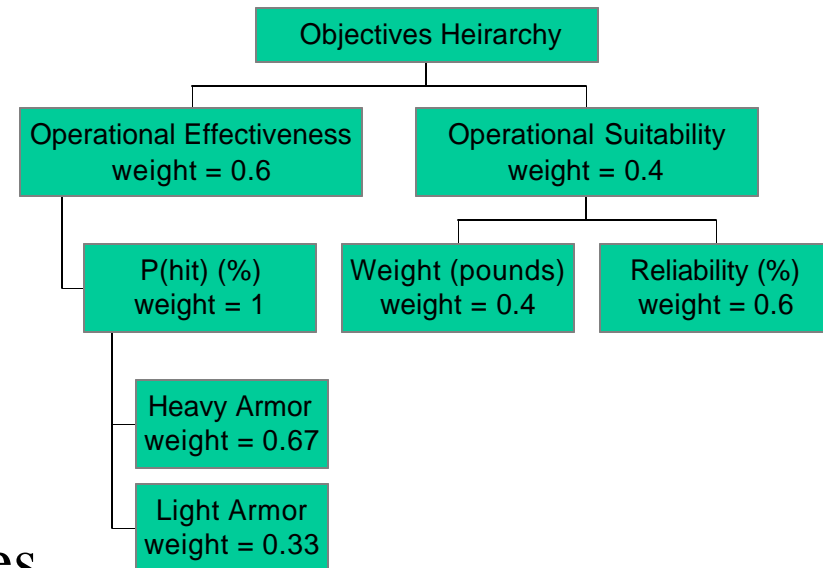 Objectives Heirarchy
Operational Effectiveness
weight = 0.6
Operational Suitability
weight = 0.4
P(hit) (%)
weight = 1
Weight (pounds)
weight = 0.4
Reliability (%)
weight = 0.6
Heavy Armor
weight = 0.67
Light Armor
weight = 0.33
es